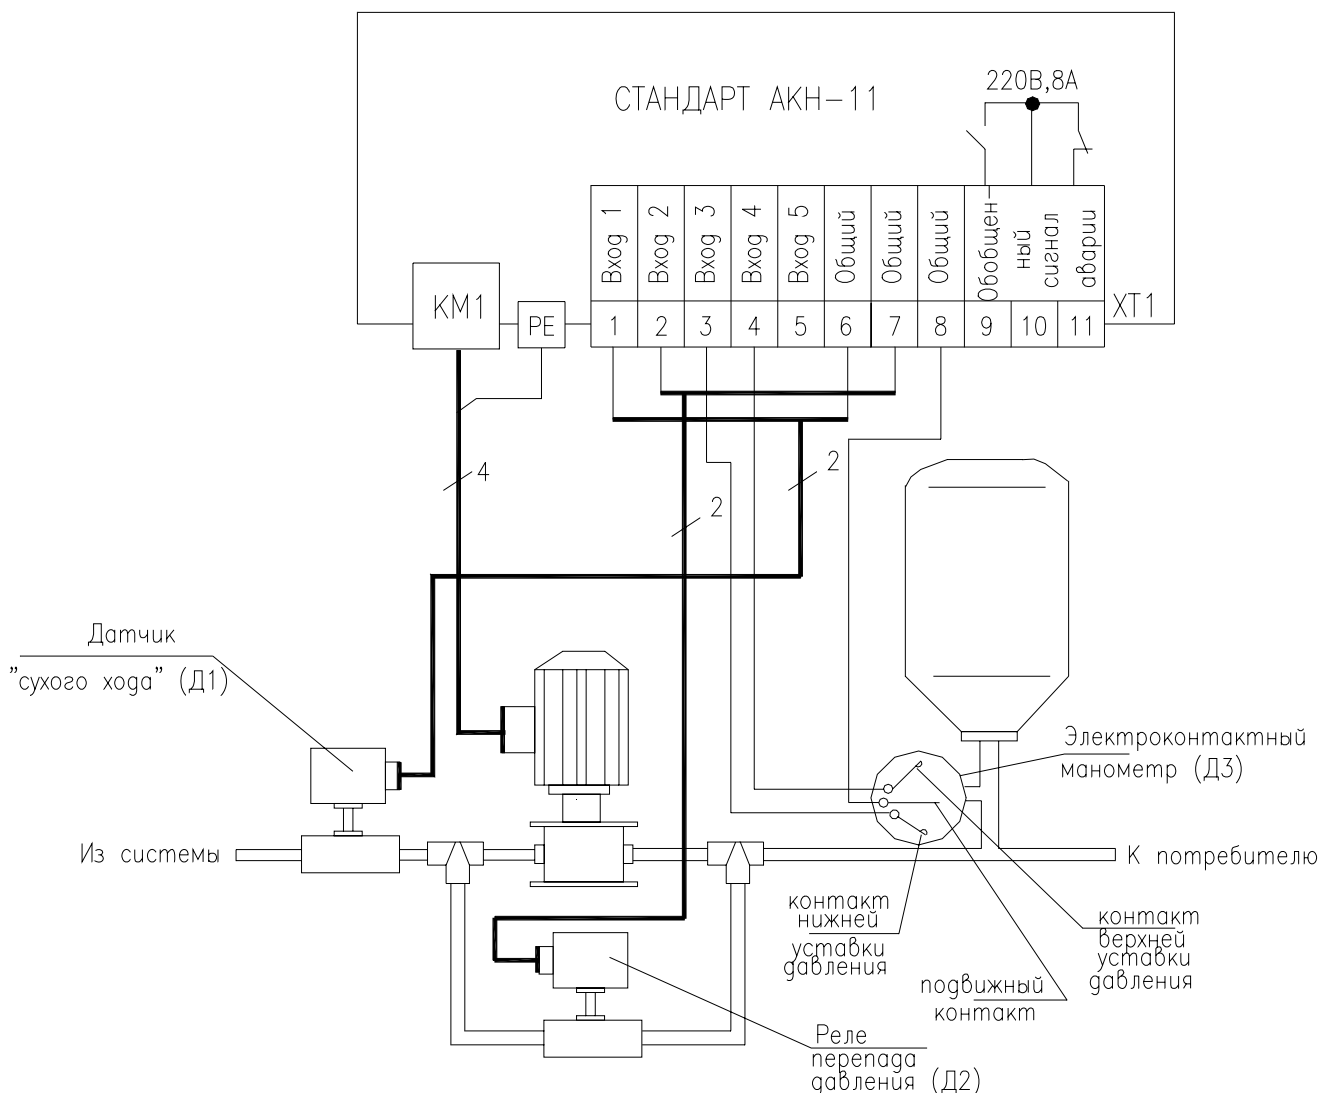 220В,8А
СТАНДАРТ АКН-11
Вход 1
Вход 2
Вход 3
Вход 4
Вход 5
Общий
Общий
Общий
Обобщен-
ный
сигнал
аварии
КМ1
РЕ
1
2
3
4
5
6
7
8
9
10
11
ХТ1
4
2
2
Датчик
"сухого хода" (Д1)
Электроконтактный
манометр (Д3)
Из системы
К потребителю
контакт
нижней
уставки
давления
контакт
верхней
уставки
давления
подвижный
контакт
Реле
перепада
давления (Д2)